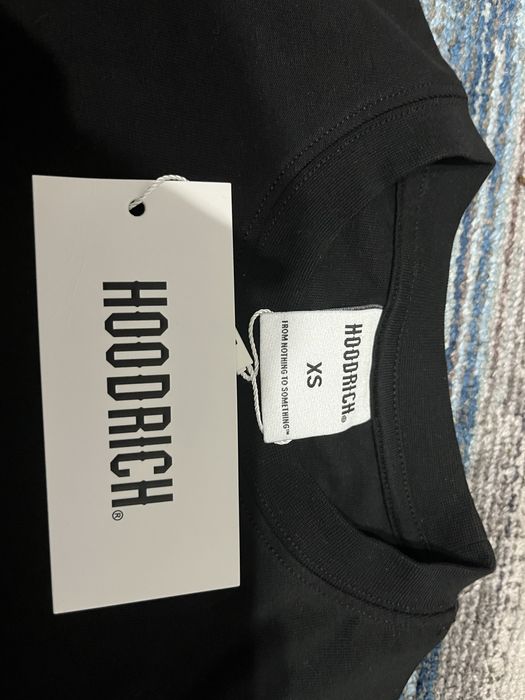 HOODRICH®
HOODRICH®
XS
FROM NOTHING TO SOMETHING™